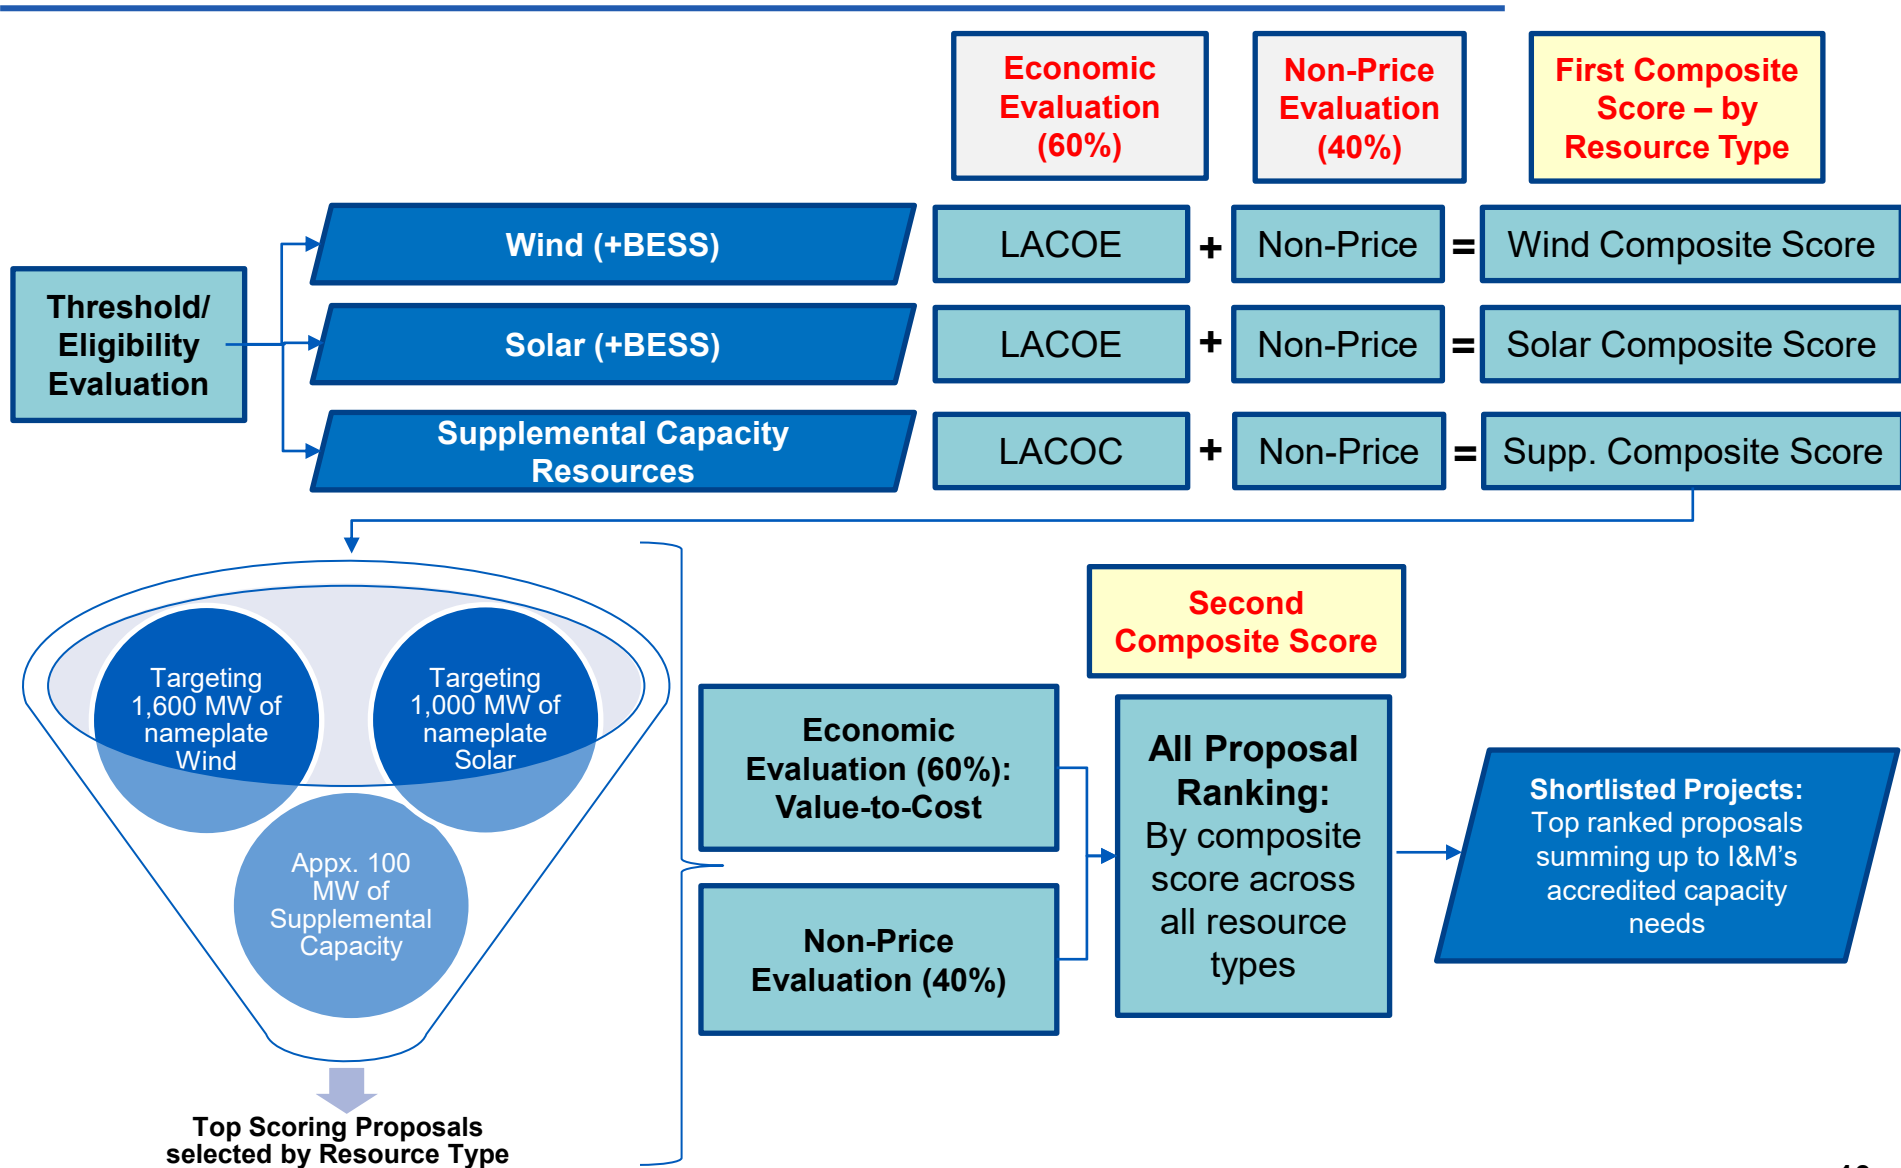 Economic
Evaluation
(60%)
Non-Price
Evaluation
(40%)
First Composite
Score – by
Resource Type
Threshold/
Eligibility
Evaluation
Wind (+BESS)
LACOE
+
Non-Price
=
Wind Composite Score
Solar (+BESS)
LACOE
+
Non-Price
=
Solar Composite Score
Supplemental Capacity
Resources
LACOC
+
Non-Price
=
Supp. Composite Score
Targeting
1,600 MW of
nameplate
Wind
Targeting
1,000 MW of
nameplate
Solar
Appx. 100
MW of
Supplemental
Capacity
Top Scoring Proposals
selected by Resource Type
Second
Composite Score
Economic
Evaluation (60%):
Value-to-Cost
Non-Price
Evaluation (40%)
All Proposal
Ranking:
By composite
score across
all resource
types
Shortlisted Projects:
Top ranked proposals
summing up to I&M's
accredited capacity
needs